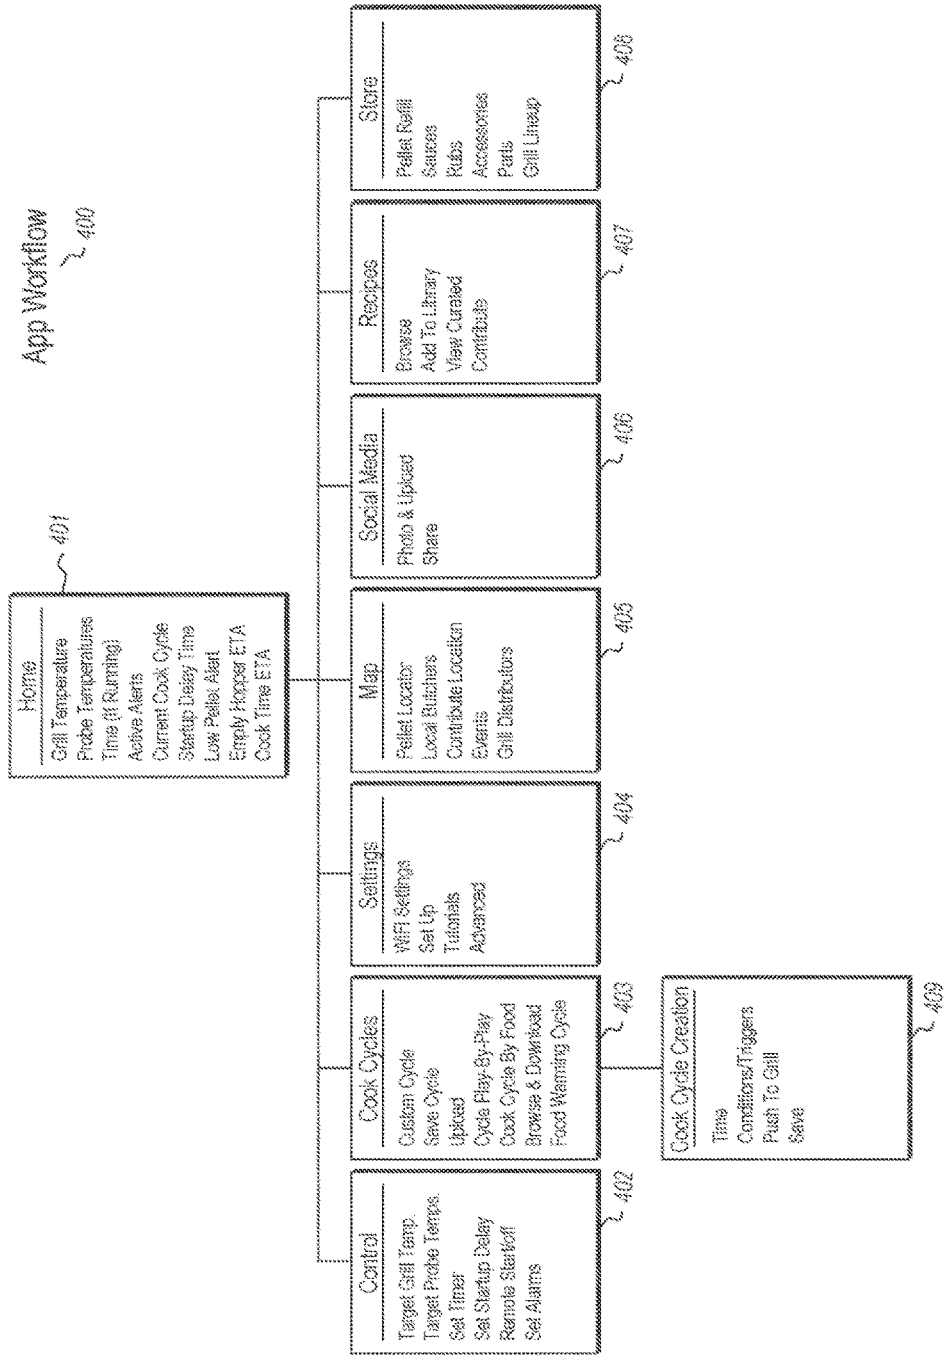 App Workflow
400
Home
Grill Temperature
Probe Temperatures
Time (If Running)
Active Alerts
Current Cook Cycle
Startup Delay Time
Low Pellet Alert
Empty Hopper ETA
Cook Time ETA
401
Control
Target Grill Temp.
Target Probe Temps.
Set Timer
Set Startup Delay
Remote Start/off
Set Alarms
402
Cook Cycles
Custom Cycle
Save Cycle
Upload
Cycle Play-By-Play
Cook Cycle By Food
Browse & Download
Food Warming Cycle
403
Settings
WiFi Settings
Set Up
Tutorials
Advanced
404
Map
Pellet Locator
Local Butchers
Contribute Location
Events
Grill Distributors
405
Social Media
Photo & Upload
Share
406
Recipes
Browse
Add To Library
View Curated
Contribute
407
Store
Pellet Refill
Sauces
Rubs
Accessories
Parts
Grill Lineup
408
Cook Cycle Creation
Time
Conditions/Triggers
Push To Grill
Save
409